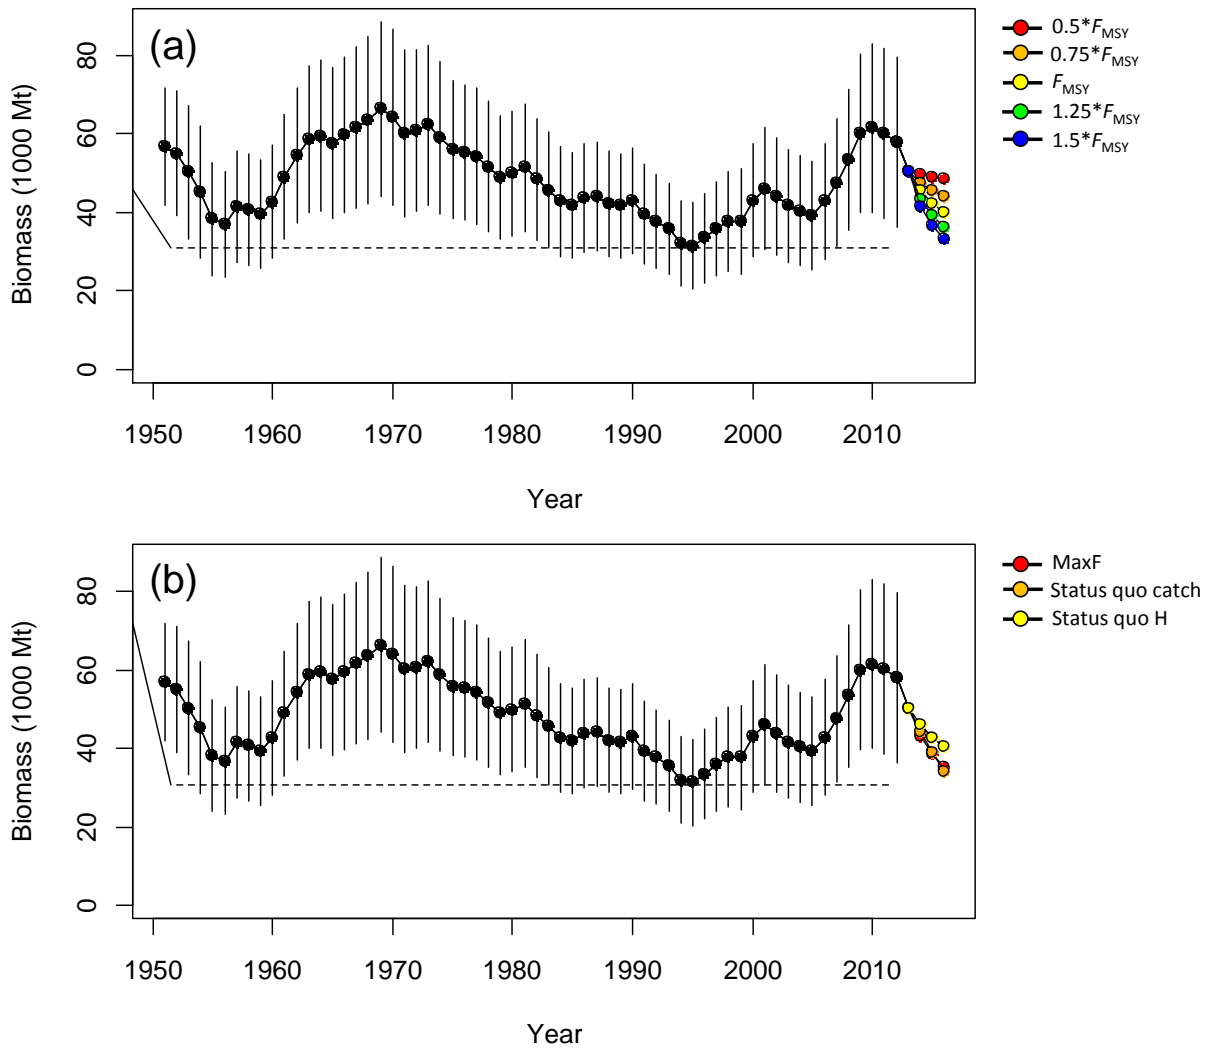 (a)
80
60
40
20
0
Biomass (1000 Mt)
1950 1960 1970 1980 1990 2000 2010
Year
0.5*FMSY
0.75*FMSY
FMSY
1.25*FMSY
1.5*FMSY
(b)
80
60
40
20
0
Biomass (1000 Mt)
1950 1960 1970 1980 1990 2000 2010
Year
MaxF
Status quo catch
Status quo H